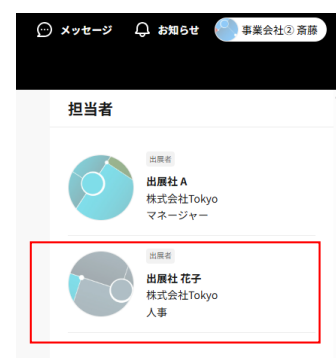 メッセージ お知らせ 事業会社② 斎藤
担当者
出展者
出展社 A
株式会社Tokyo
マネージャー
出展者
出展社 花子
株式会社Tokyo
人事